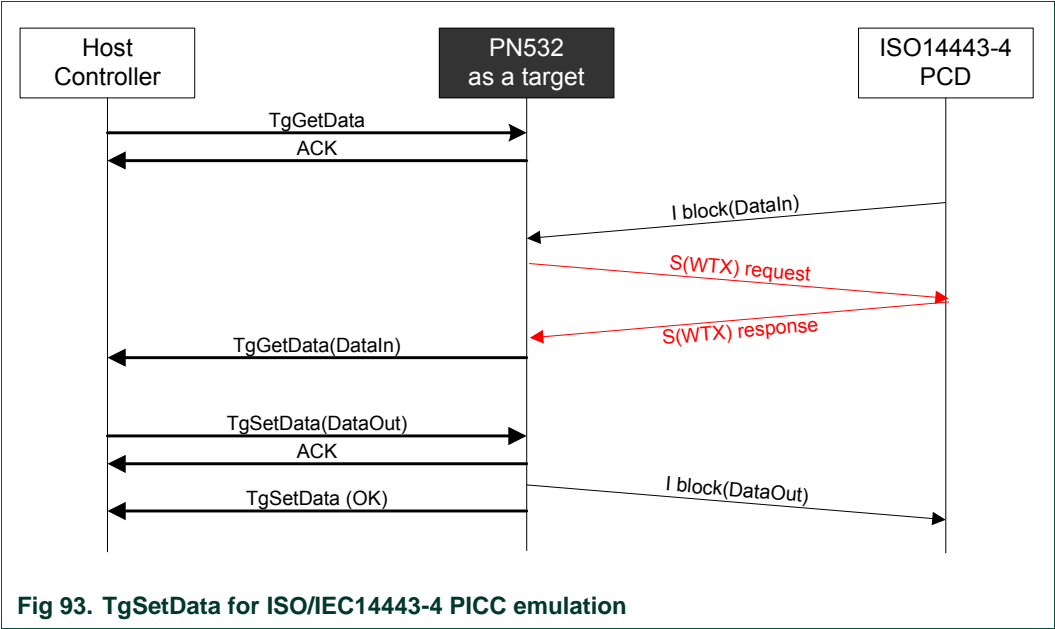 Host
Controller
PN532
as a target
ISO14443-4
PCD
TgGetData
ACK
I block(DataIn)
S(WTX) request
S(WTX) response
TgGetData(DataIn)
TgSetData(DataOut)
ACK
I block(DataOut)
TgSetData (OK)
Fig 93. TgSetData for ISO/IEC14443-4 PICC emulation